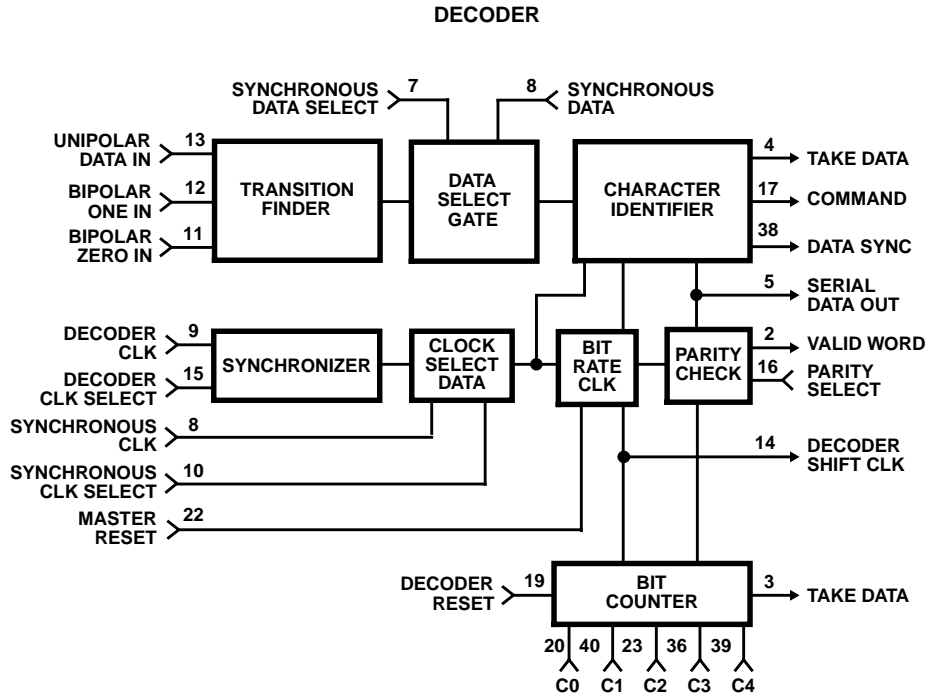 DECODER
SYNCHRONOUS
DATA SELECT
7
8
SYNCHRONOUS
DATA
UNIPOLAR
DATA IN
13
BIPOLAR
ONE IN
12
BIPOLAR
ZERO IN
11
TRANSITION
FINDER
DATA
SELECT
GATE
CHARACTER
IDENTIFIER
4
TAKE DATA
17
COMMAND
38
DATA SYNC
5
SERIAL
DATA OUT
DECODER
CLK
9
DECODER
CLK SELECT
15
SYNCHRONIZER
CLOCK
SELECT
DATA
BIT
RATE
CLK
PARITY
CHECK
2
VALID WORD
16
PARITY
SELECT
SYNCHRONOUS
CLK
8
SYNCHRONOUS
CLK SELECT
10
14
DECODER
SHIFT CLK
MASTER
RESET
22
DECODER
RESET
19
BIT
COUNTER
3
TAKE DATA
20 40 23 36 39
C0 C1 C2 C3 C4